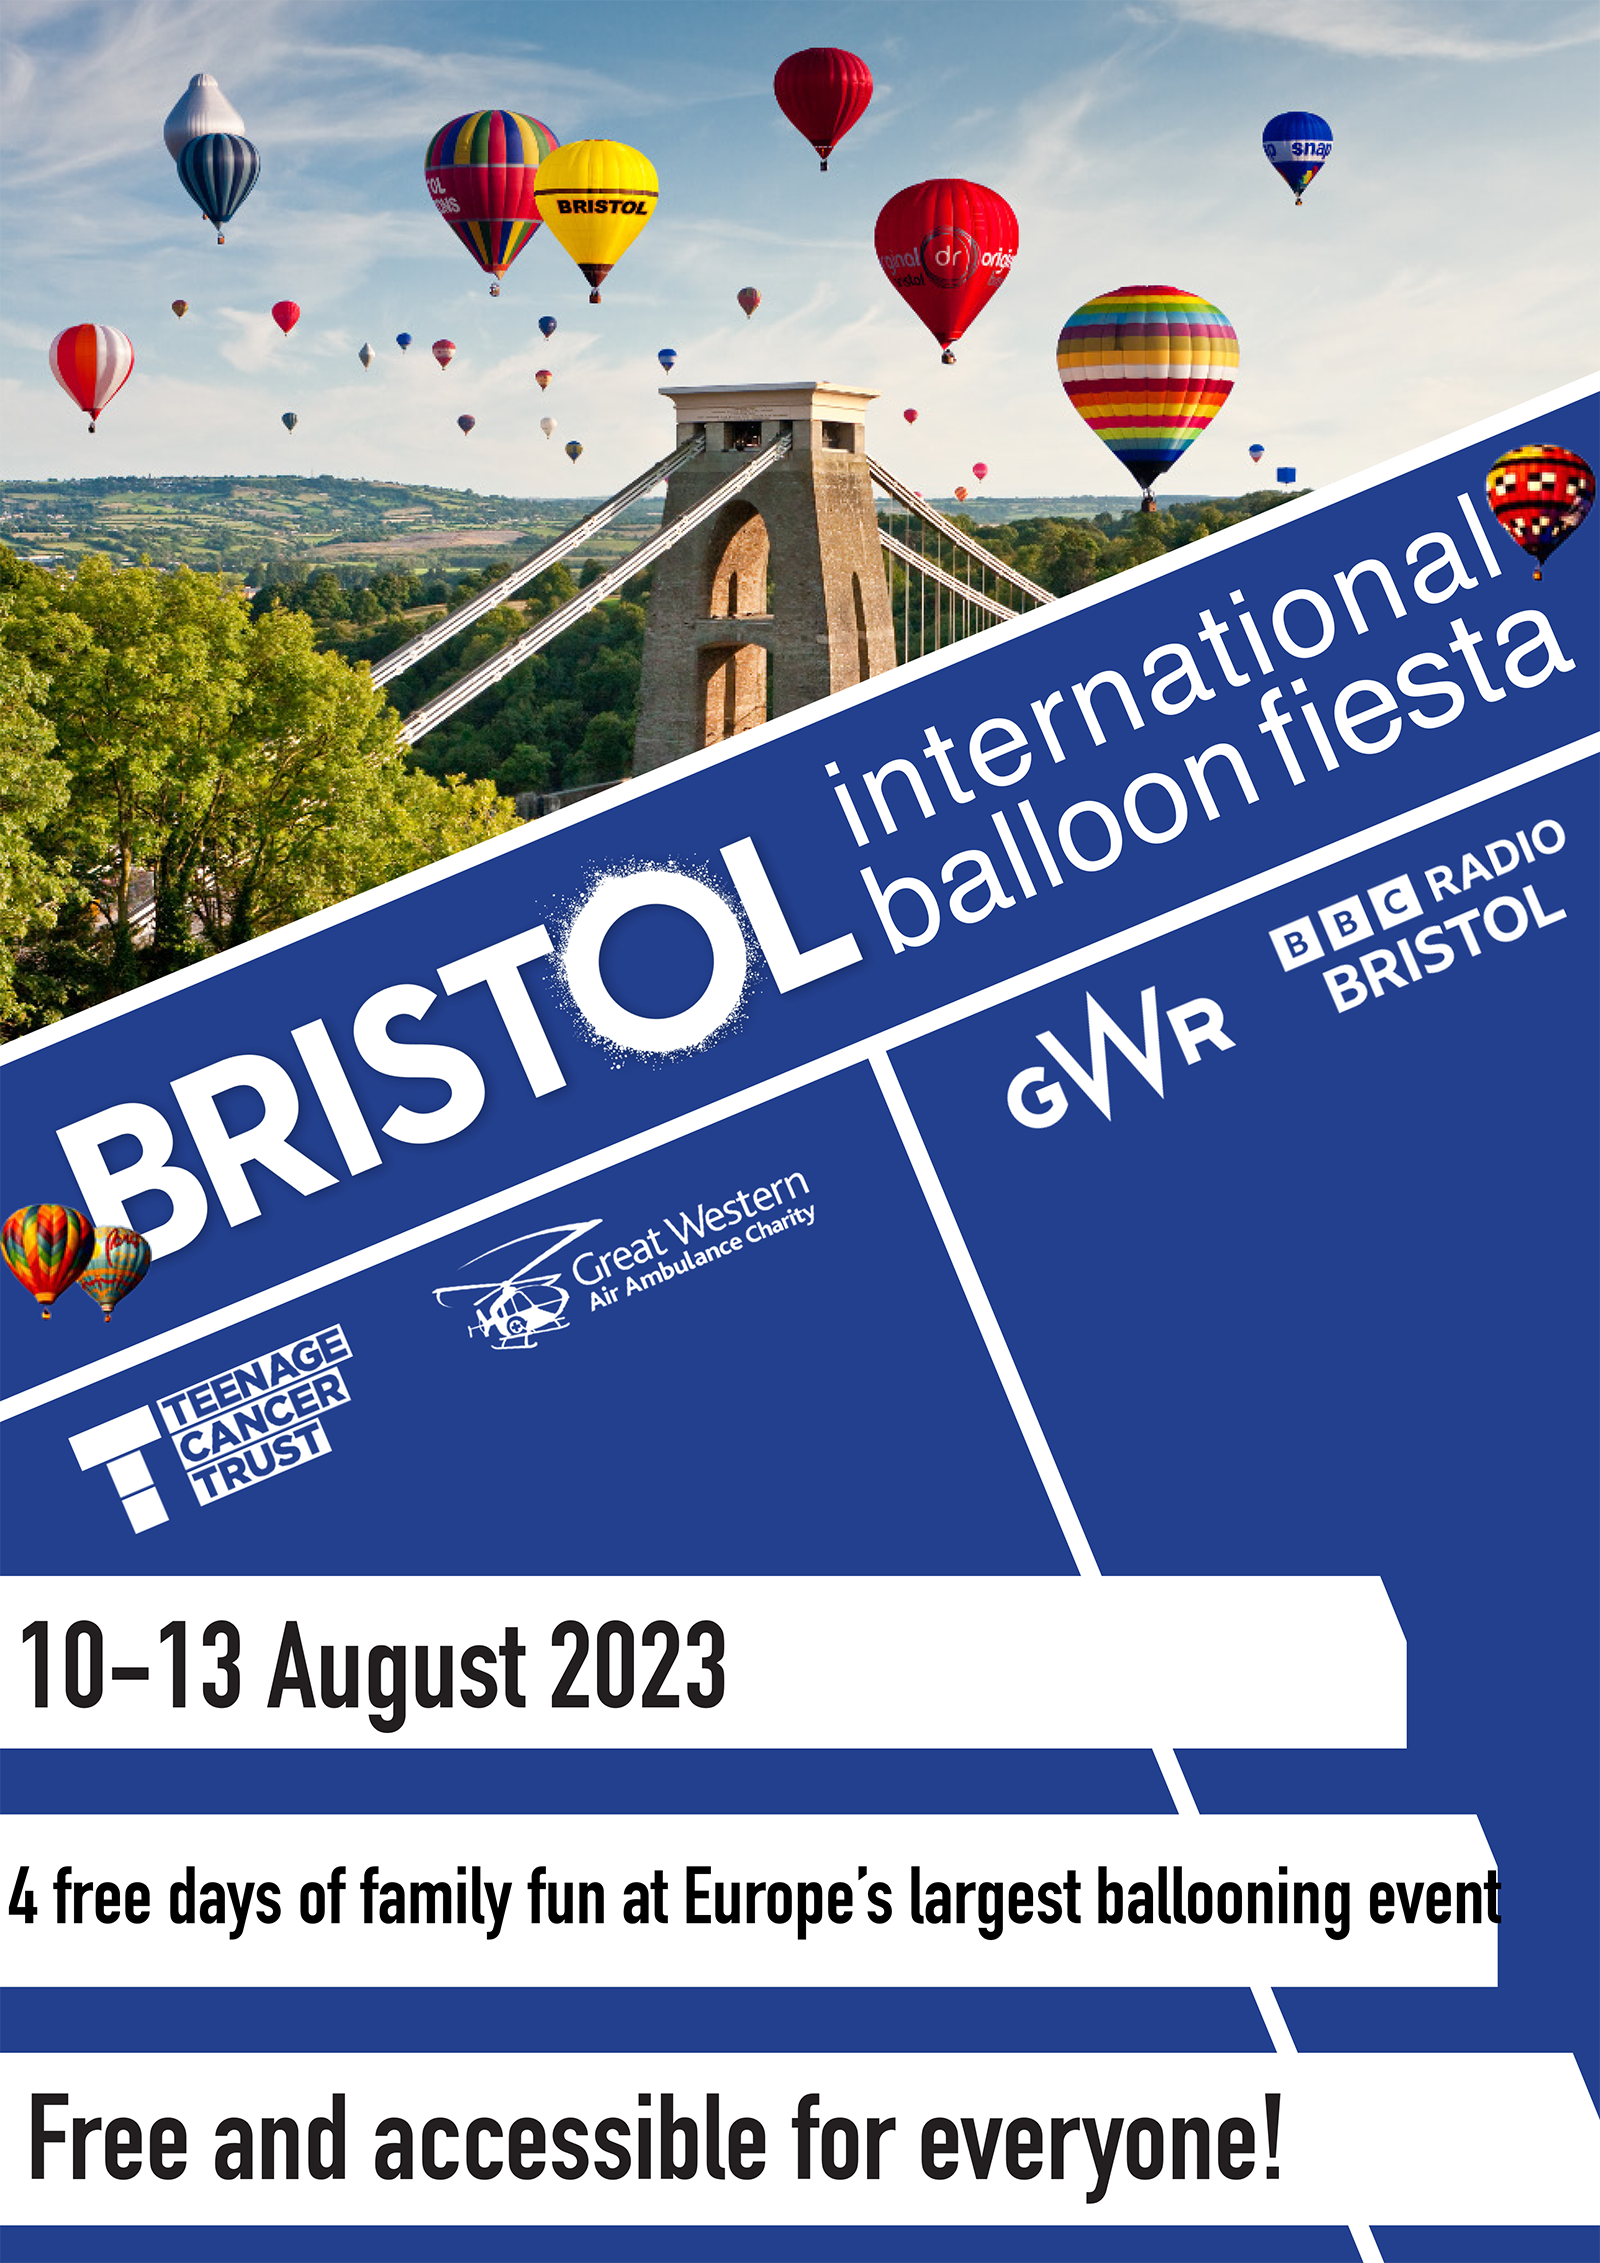 BRISTOL
snap
dr
BRISTOL
international
balloon fiesta
BBC RADIO
BRISTOL
GWR
Great Western
Air Ambulance Charity
TEENAGE
CANCER
TRUST
10–13 August 2023
4 free days of family fun at Europe’s largest ballooning event
Free and accessible for everyone!